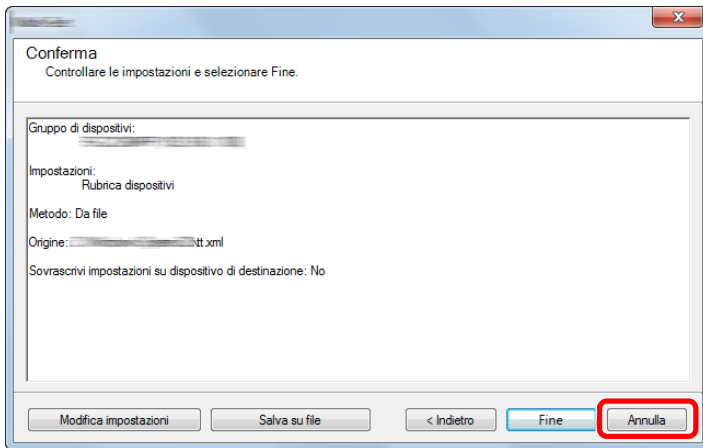 Conferma
Controllare le impostazioni e selezionare Fine.
Gruppo di dispositivi:
Impostazioni:
Rubrica dispositivi
Metodo: Da file
Origine: \tt.xml
Sovrascrivi impostazioni su dispositivo di destinazione: No
Modifica impostazioni Salva su file < Indietro Fine Annulla